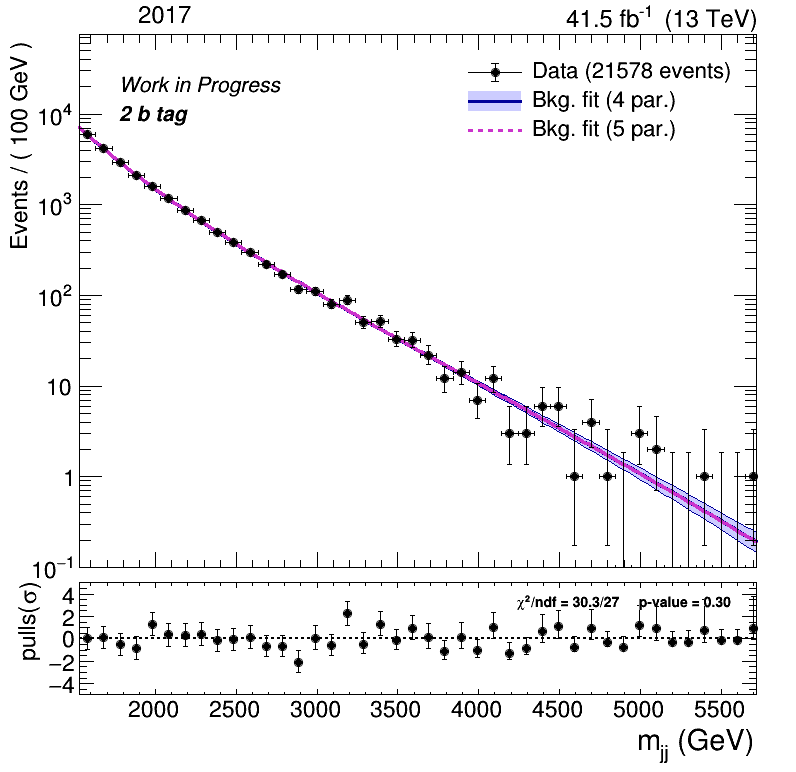 2017
41.5 fb⁻¹ (13 TeV)
Work in Progress
2 b tag
Data (21578 events)
Bkg. fit (4 par.)
Bkg. fit (5 par.)
Events / ( 100 GeV )
10⁴
10³
10²
10
1
10⁻¹
χ²/ndf = 30.3/27 p-value = 0.30
pulls(σ)
4
2
0
−2
−4
2000 2500 3000 3500 4000 4500 5000 5500
m_jj (GeV)